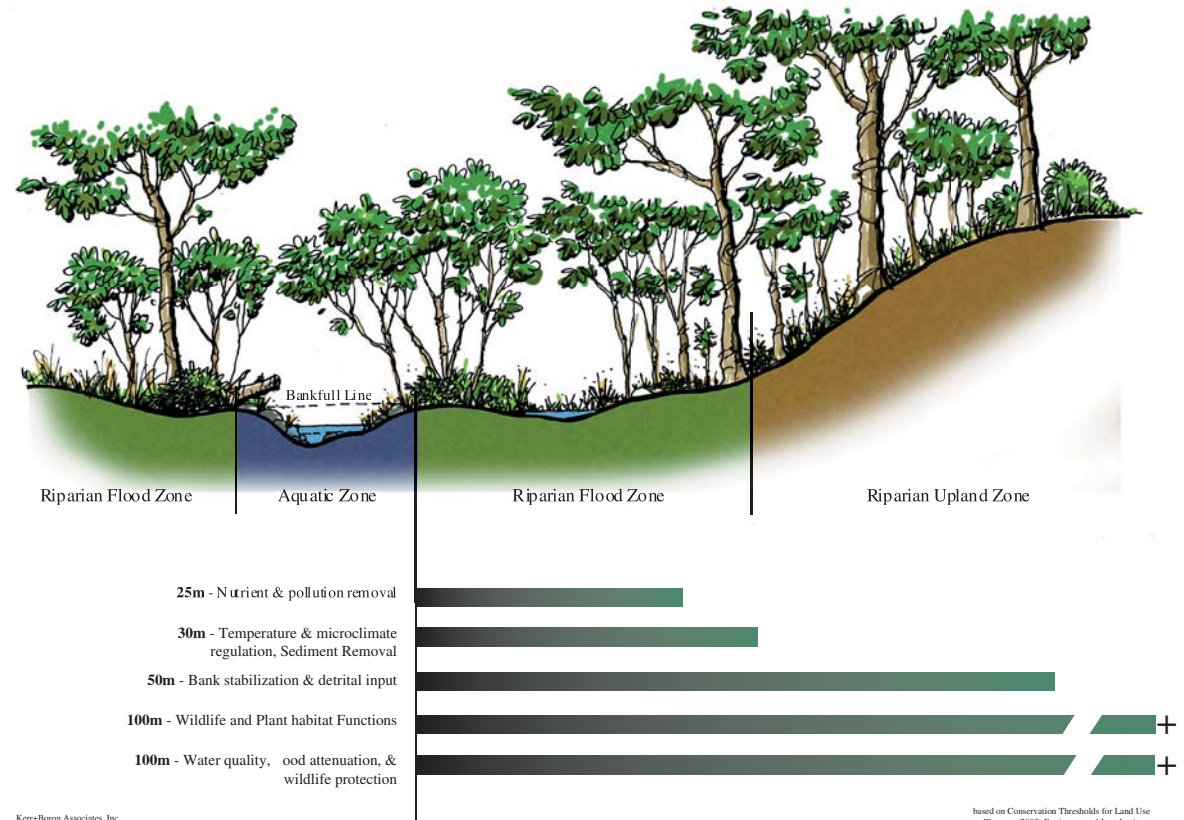 Bankfull Line
Riparian Flood Zone
Aquatic Zone
Riparian Flood Zone
Riparian Upland Zone
25m - Nutrient & pollution removal
30m - Temperature & microclimate
regulation, Sediment Removal
50m - Bank stabilization & detrital input
100m - Wildlife and Plant habitat Functions
+
100m - Water quality, ood attenuation, &
wildlife protection
+
Kerr+Boron Associates, Inc
based on Conservation Thresholds for Land Use